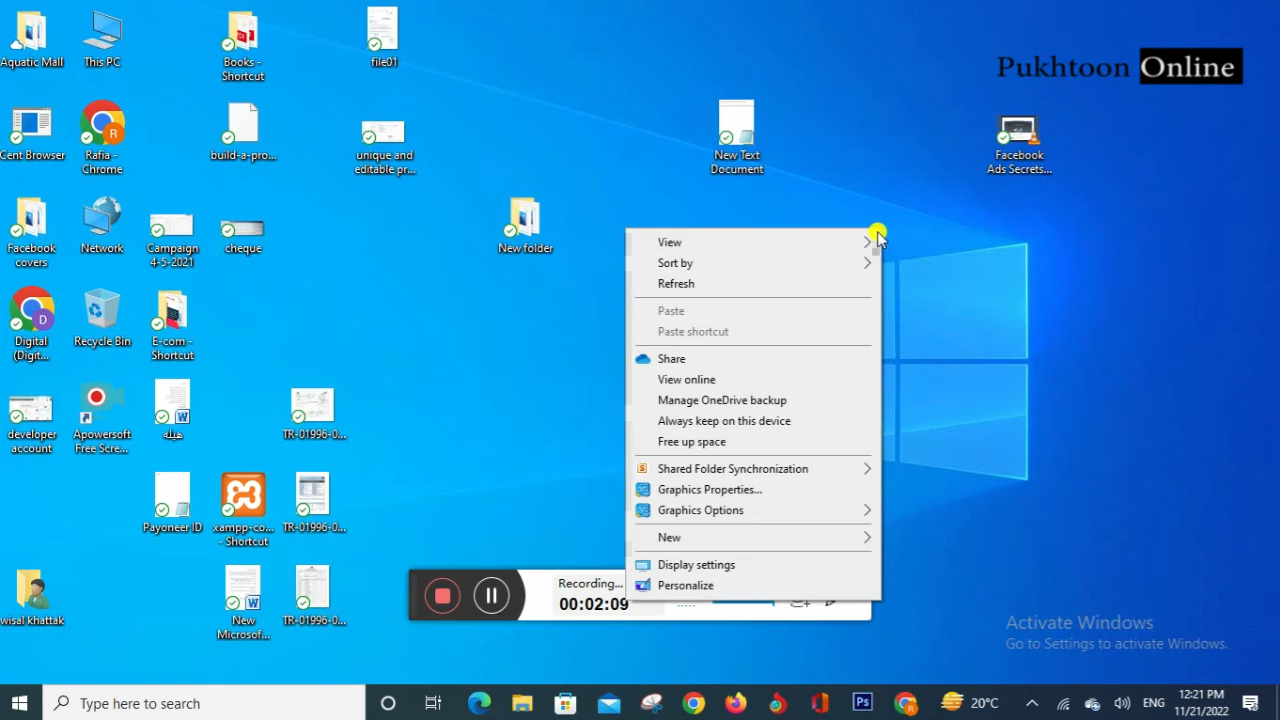 Pukhtoon Online
Aquatic Mall
This PC
Books -
Shortcut
file01
Cent Browser
Rafia -
Chrome
build-a-pro...
unique and
editable pr...
New Text
Document
Facebook
Ads Secrets...
Facebook
covers
Network
Campaign
4-5-2021
cheque
New folder
Digital
(Digit...
Recycle Bin
E-com -
Shortcut
developer
account
Apowersoft
Free Scre...
هيله
TR-01996-0...
Payoneer ID
xampp-co...
- Shortcut
TR-01996-0...
wisal khattak
New
Microsof...
TR-01996-0...
View
Sort by
Refresh
Paste
Paste shortcut
Share
View online
Manage OneDrive backup
Always keep on this device
Free up space
Shared Folder Synchronization
Graphics Properties...
Graphics Options
New
Display settings
Personalize
Recording...
00:02:09
Activate Windows
Go to Settings to activate Windows.
Type here to search
20°C
ENG
12:21 PM
11/21/2022